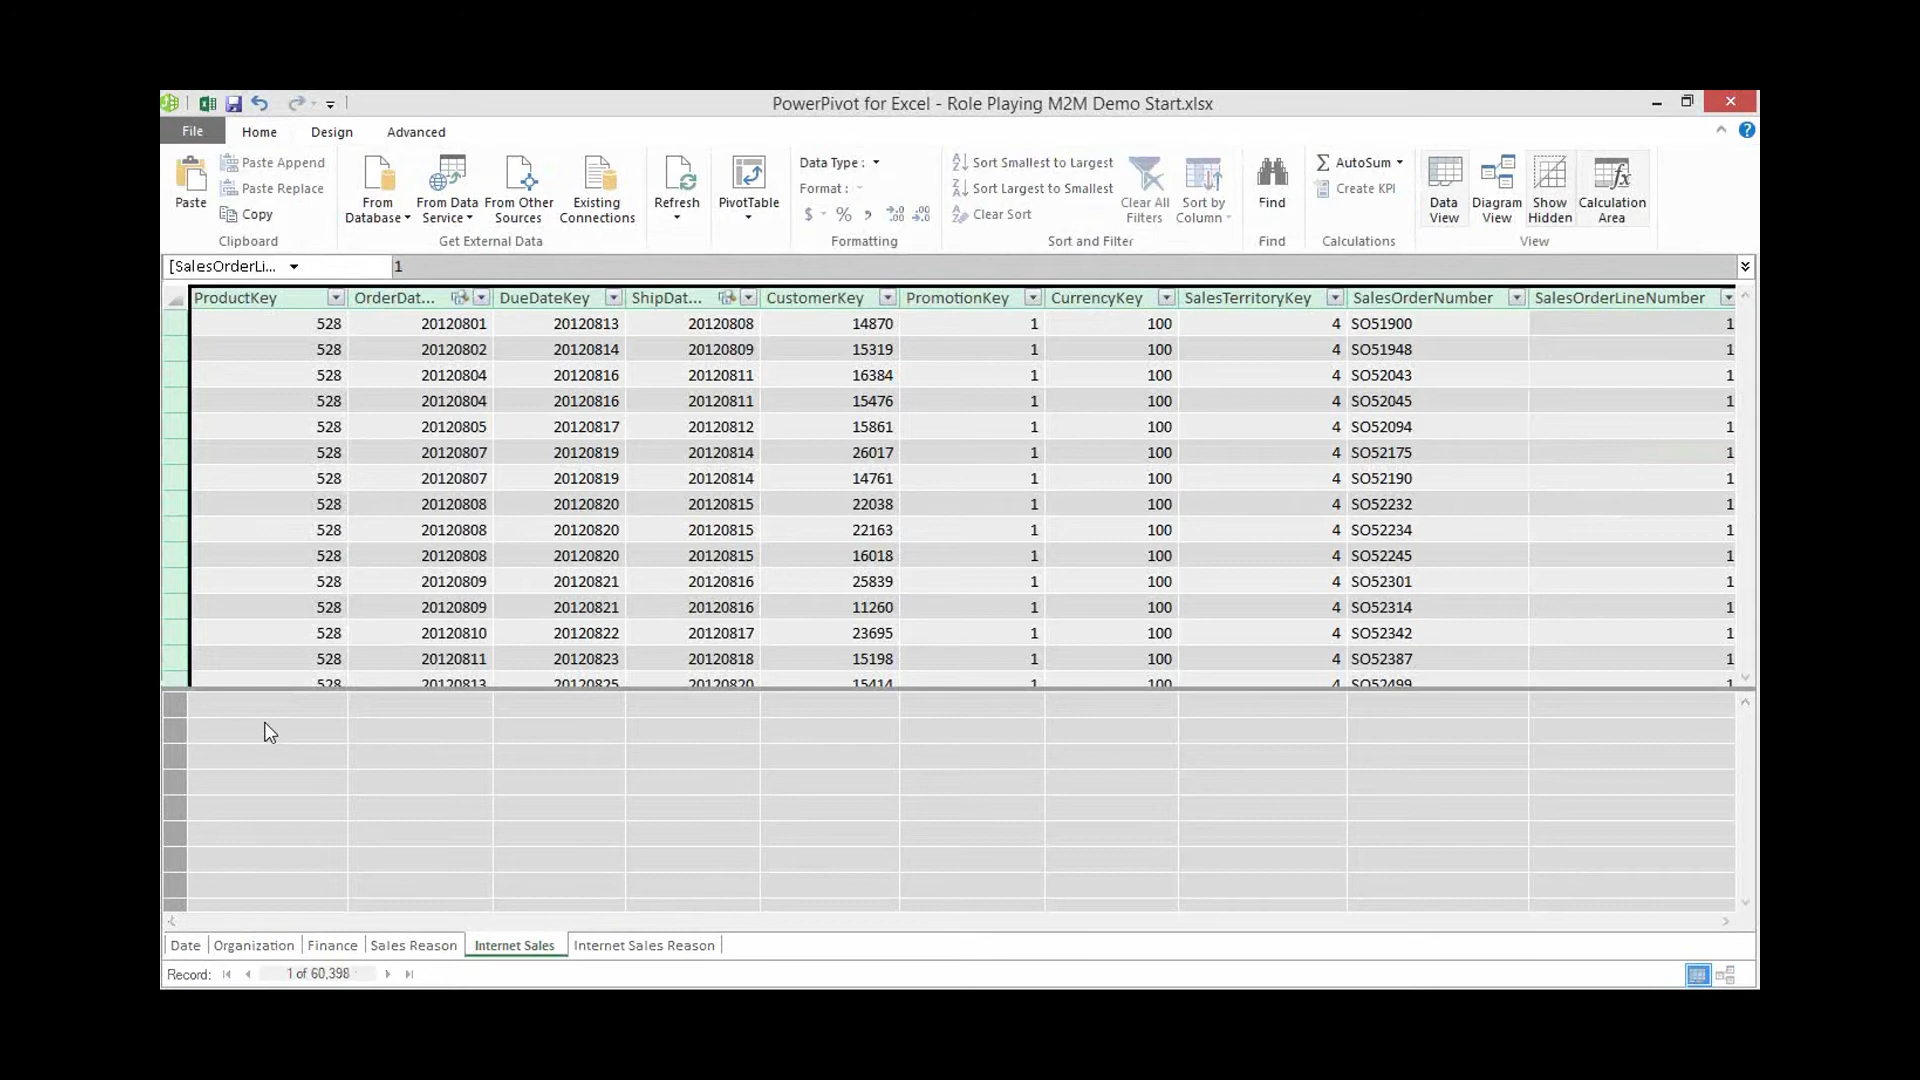 PowerPivot for Excel - Role Playing M2M Demo Start.xlsx
File Home Design Advanced
Paste
Paste Append
Paste Replace
Copy
Clipboard
From Database
From Data Service
From Other Sources
Existing Connections
Get External Data
Refresh
PivotTable
Data Type :
Format :
$ % ,
Formatting
Sort Smallest to Largest
Sort Largest to Smallest
Clear Sort
Clear All Filters
Sort by Column
Sort and Filter
Find
Find
AutoSum
Create KPI
Calculations
Data View
Diagram View
Show Hidden
Calculation Area
View
[SalesOrderLi... 1
ProductKey OrderDat... DueDateKey ShipDat... CustomerKey PromotionKey CurrencyKey SalesTerritoryKey SalesOrderNumber SalesOrderLineNumber
528 20120801 20120813 20120808 14870 1 100 4 SO51900 1
528 20120802 20120814 20120809 15319 1 100 4 SO51948 1
528 20120804 20120816 20120811 16384 1 100 4 SO52043 1
528 20120804 20120816 20120811 15476 1 100 4 SO52045 1
528 20120805 20120817 20120812 15861 1 100 4 SO52094 1
528 20120807 20120819 20120814 26017 1 100 4 SO52175 1
528 20120807 20120819 20120814 14761 1 100 4 SO52190 1
528 20120808 20120820 20120815 22038 1 100 4 SO52232 1
528 20120808 20120820 20120815 22163 1 100 4 SO52234 1
528 20120808 20120820 20120815 16018 1 100 4 SO52245 1
528 20120809 20120821 20120816 25839 1 100 4 SO52301 1
528 20120809 20120821 20120816 11260 1 100 4 SO52314 1
528 20120810 20120822 20120817 23695 1 100 4 SO52342 1
528 20120811 20120823 20120818 15198 1 100 4 SO52387 1
528 20120813 20120825 20120820 15414 1 100 4 SO52499 1
Date Organization Finance Sales Reason Internet Sales Internet Sales Reason
Record: 1 of 60,398